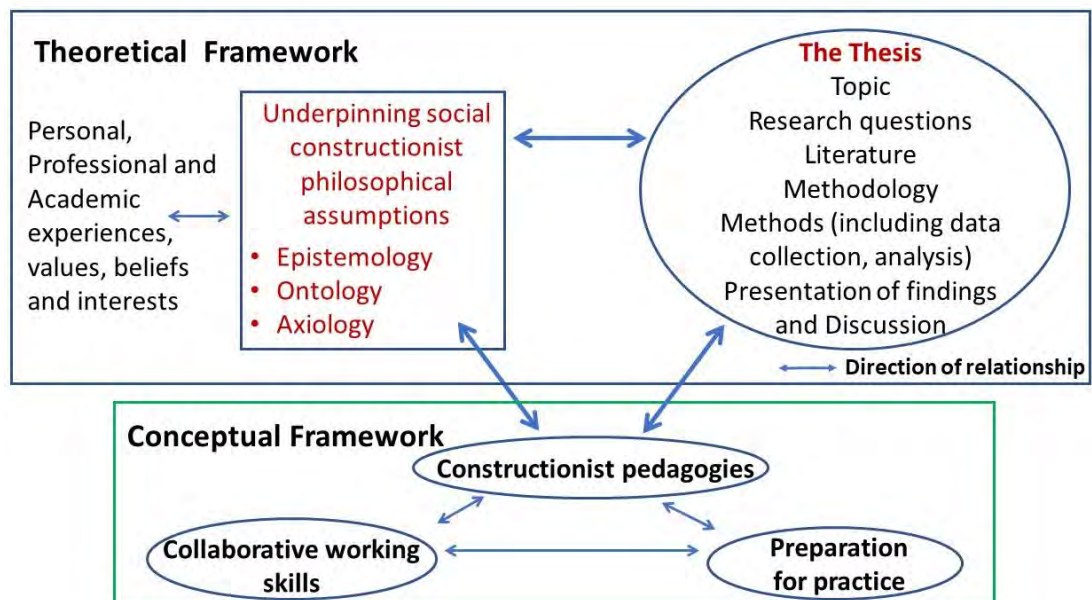 Theoretical Framework
Personal,
Professional and
Academic
experiences,
values, beliefs
and interests
Underpinning social
constructionist
philosophical
assumptions
• Epistemology
• Ontology
• Axiology
The Thesis
Topic
Research questions
Literature
Methodology
Methods (including data
collection, analysis)
Presentation of findings
and Discussion
Direction of relationship
Conceptual Framework
Constructionist pedagogies
Collaborative working
skills
Preparation
for practice